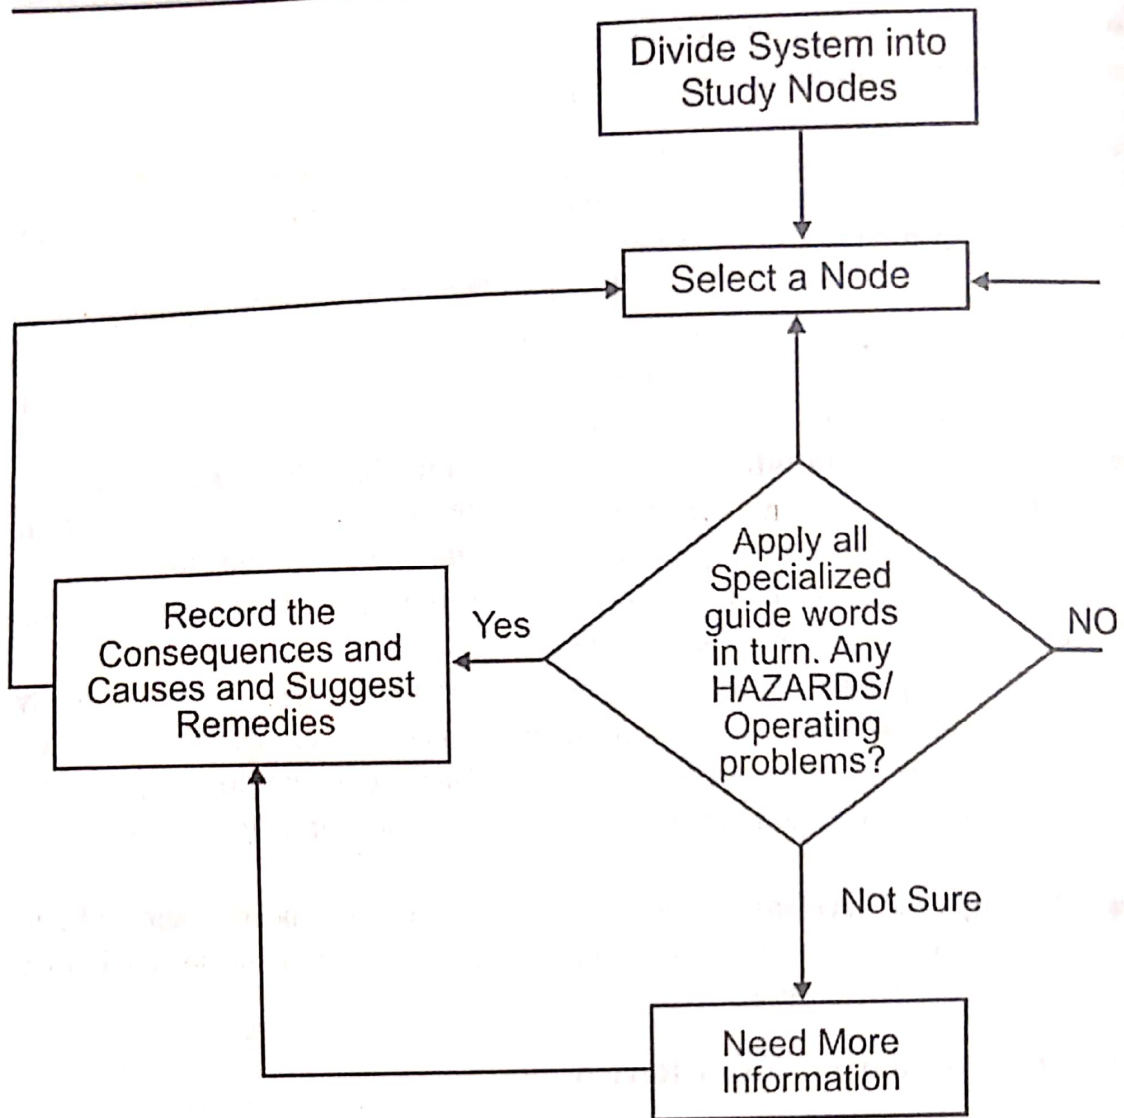 Divide System into
Study Nodes
Select a Node
Apply all
Specialized
guide words
in turn. Any
HAZARDS/
Operating
problems?
Yes
NO
Record the
Consequences and
Causes and Suggest
Remedies
Not Sure
Need More
Information